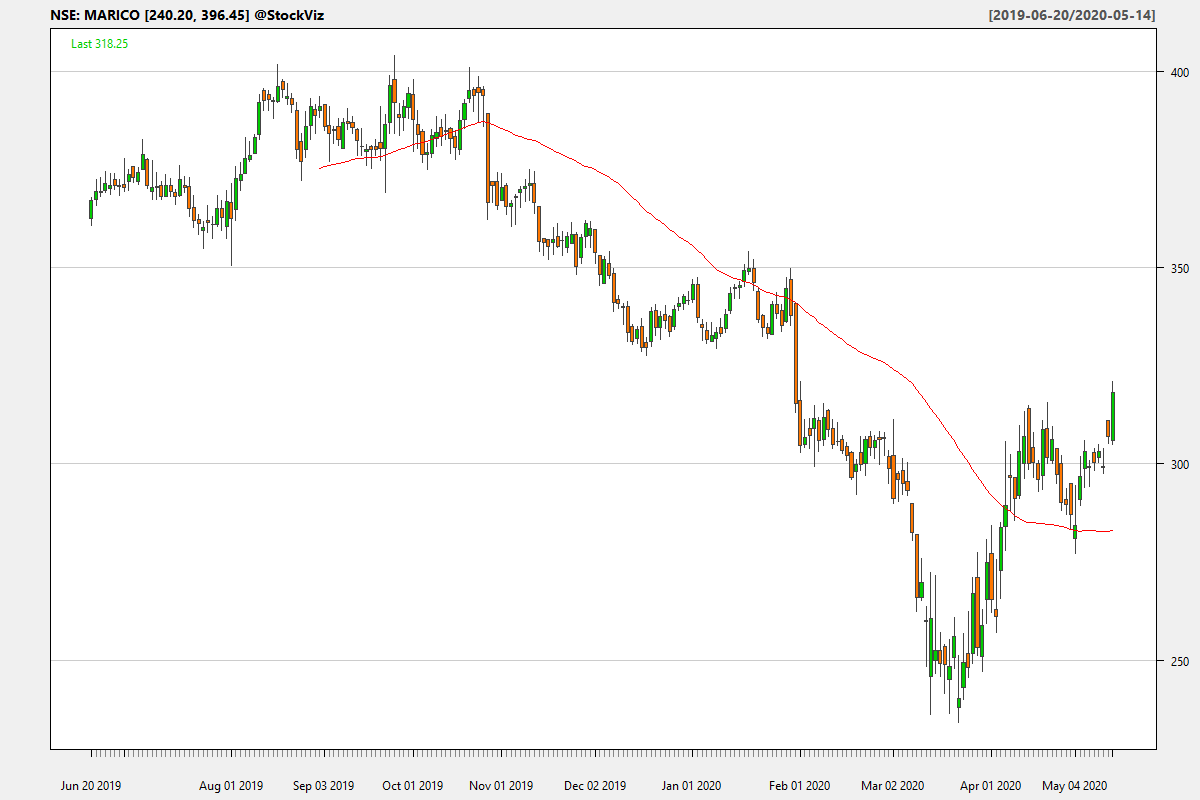 NSE: MARICO [240.20, 396.45] @StockViz
[2019-06-20/2020-05-14]
Last 318.25
400
350
300
250
Jun 20 2019
Aug 01 2019
Sep 03 2019
Oct 01 2019
Nov 01 2019
Dec 02 2019
Jan 01 2020
Feb 01 2020
Mar 02 2020
Apr 01 2020
May 04 2020